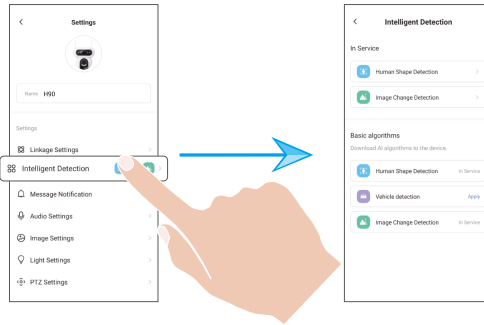 Settings
Name H90
Settings
Linkage Settings
Intelligent Detection
Message Notification
Audio Settings
Image Settings
Light Settings
PTZ Settings
Intelligent Detection
In Service
Human Shape Detection
Image Change Detection
Basic algorithms
Download AI algorithms to the device.
Human Shape Detection In Service
Vehicle detection Apply
Image Change Detection In Service